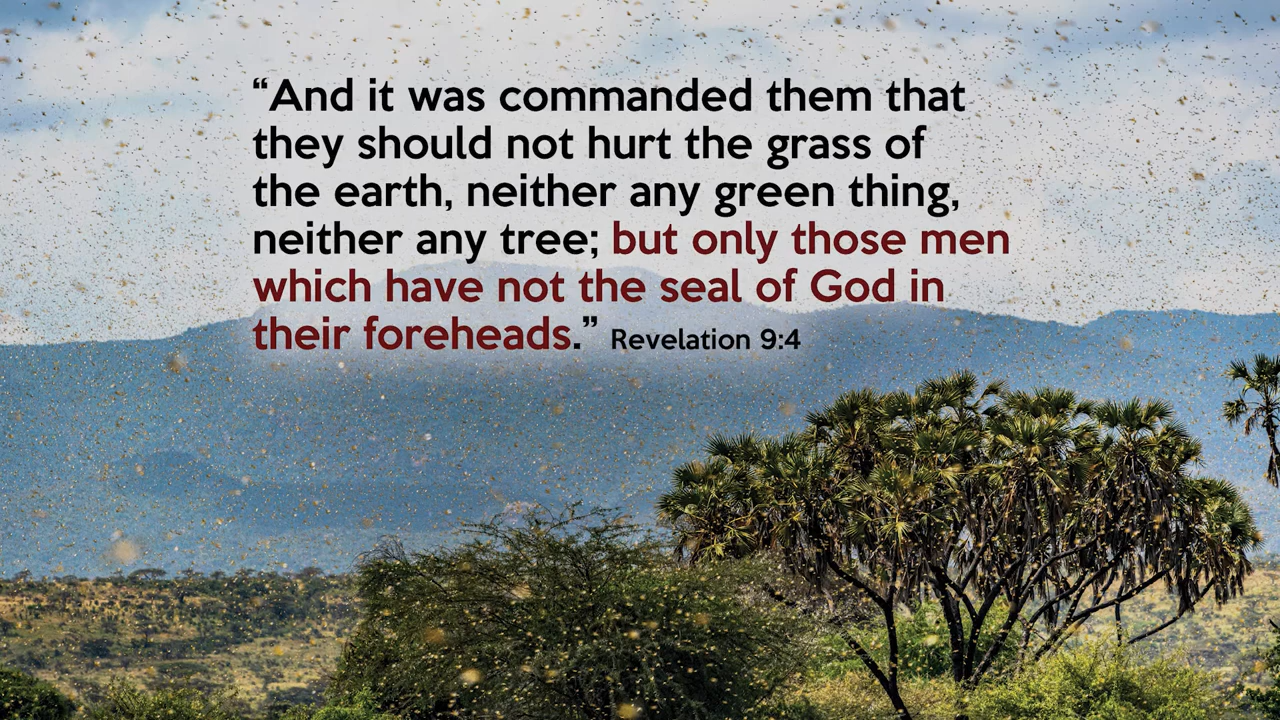 “And it was commanded them that
they should not hurt the grass of
the earth, neither any green thing,
neither any tree; but only those men
which have not the seal of God in
their foreheads.” Revelation 9:4